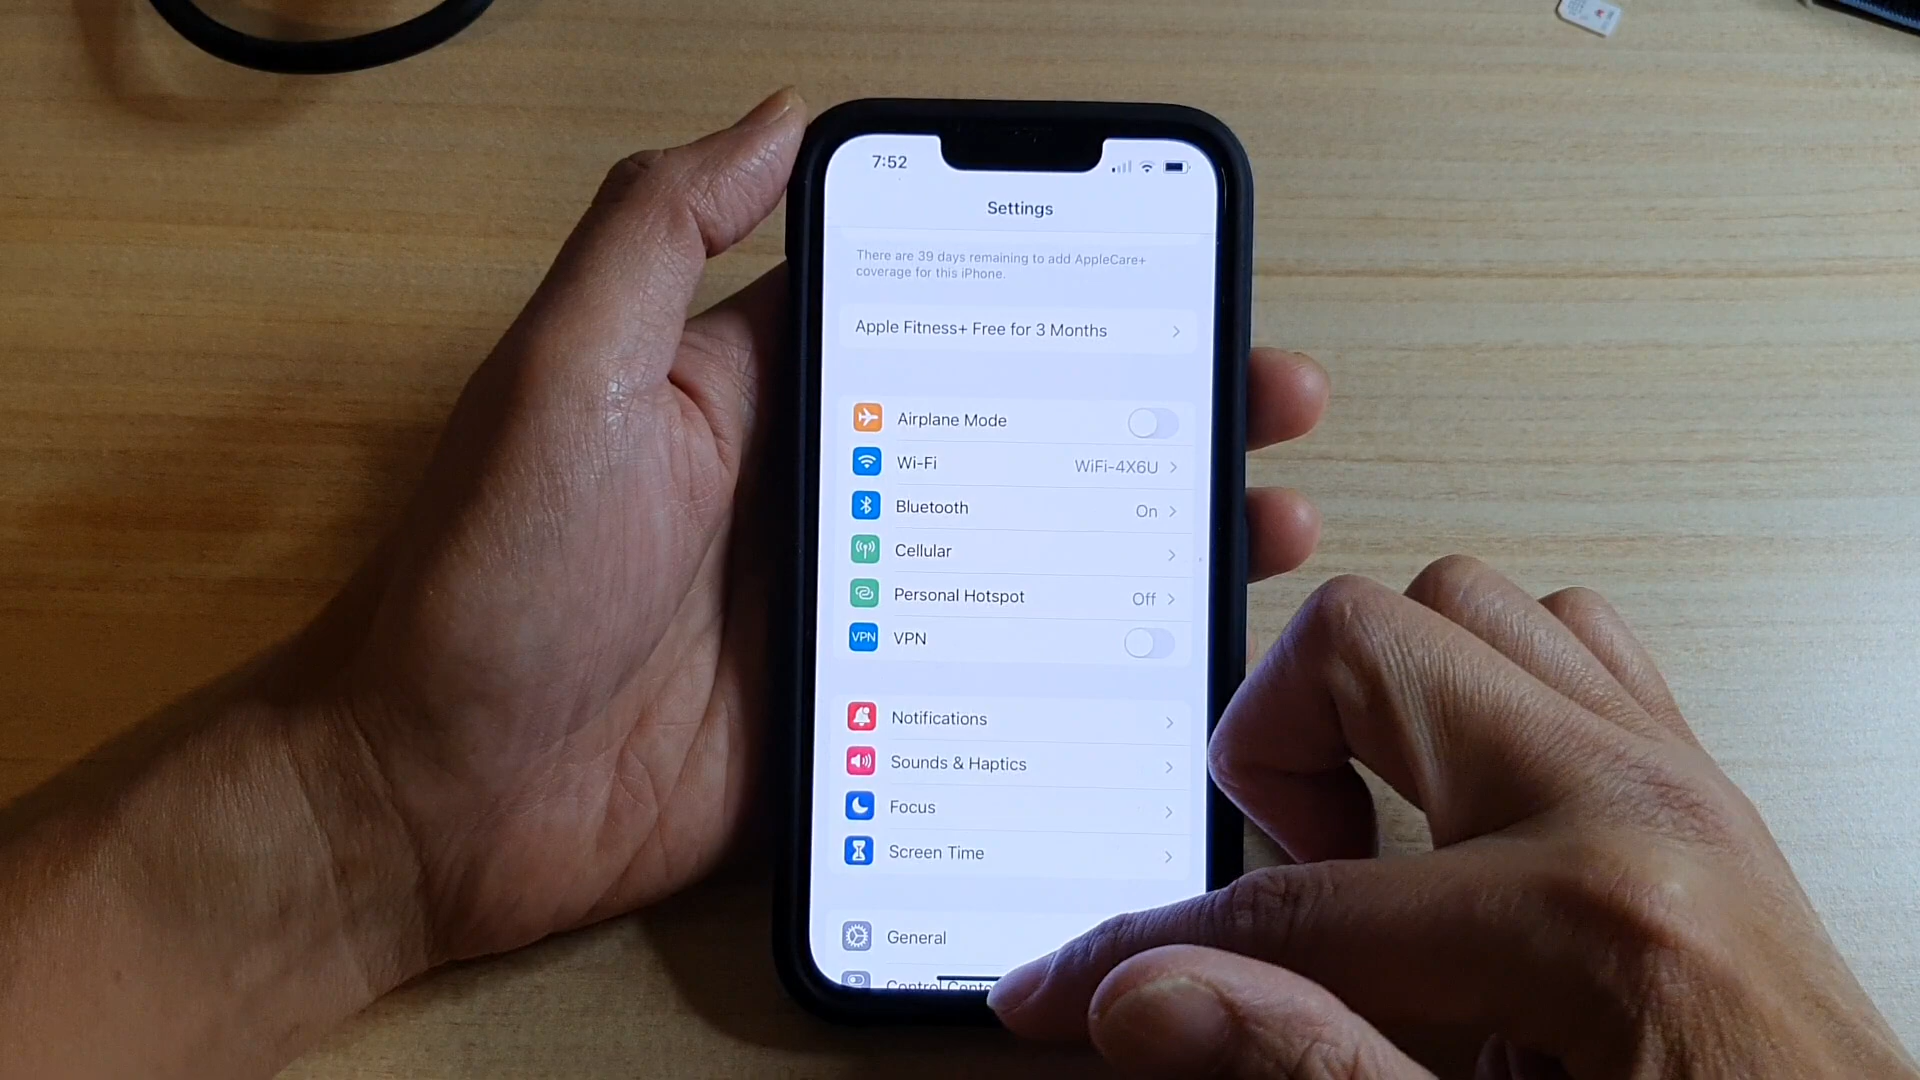 7:52
Settings
There are 39 days remaining to add AppleCare+
coverage for this iPhone.
Apple Fitness+ Free for 3 Months
Airplane Mode
Wi-Fi WiFi-4X6U
Bluetooth On
Cellular
Personal Hotspot Off
VPN VPN
Notifications
Sounds & Haptics
Focus
Screen Time
General
Control